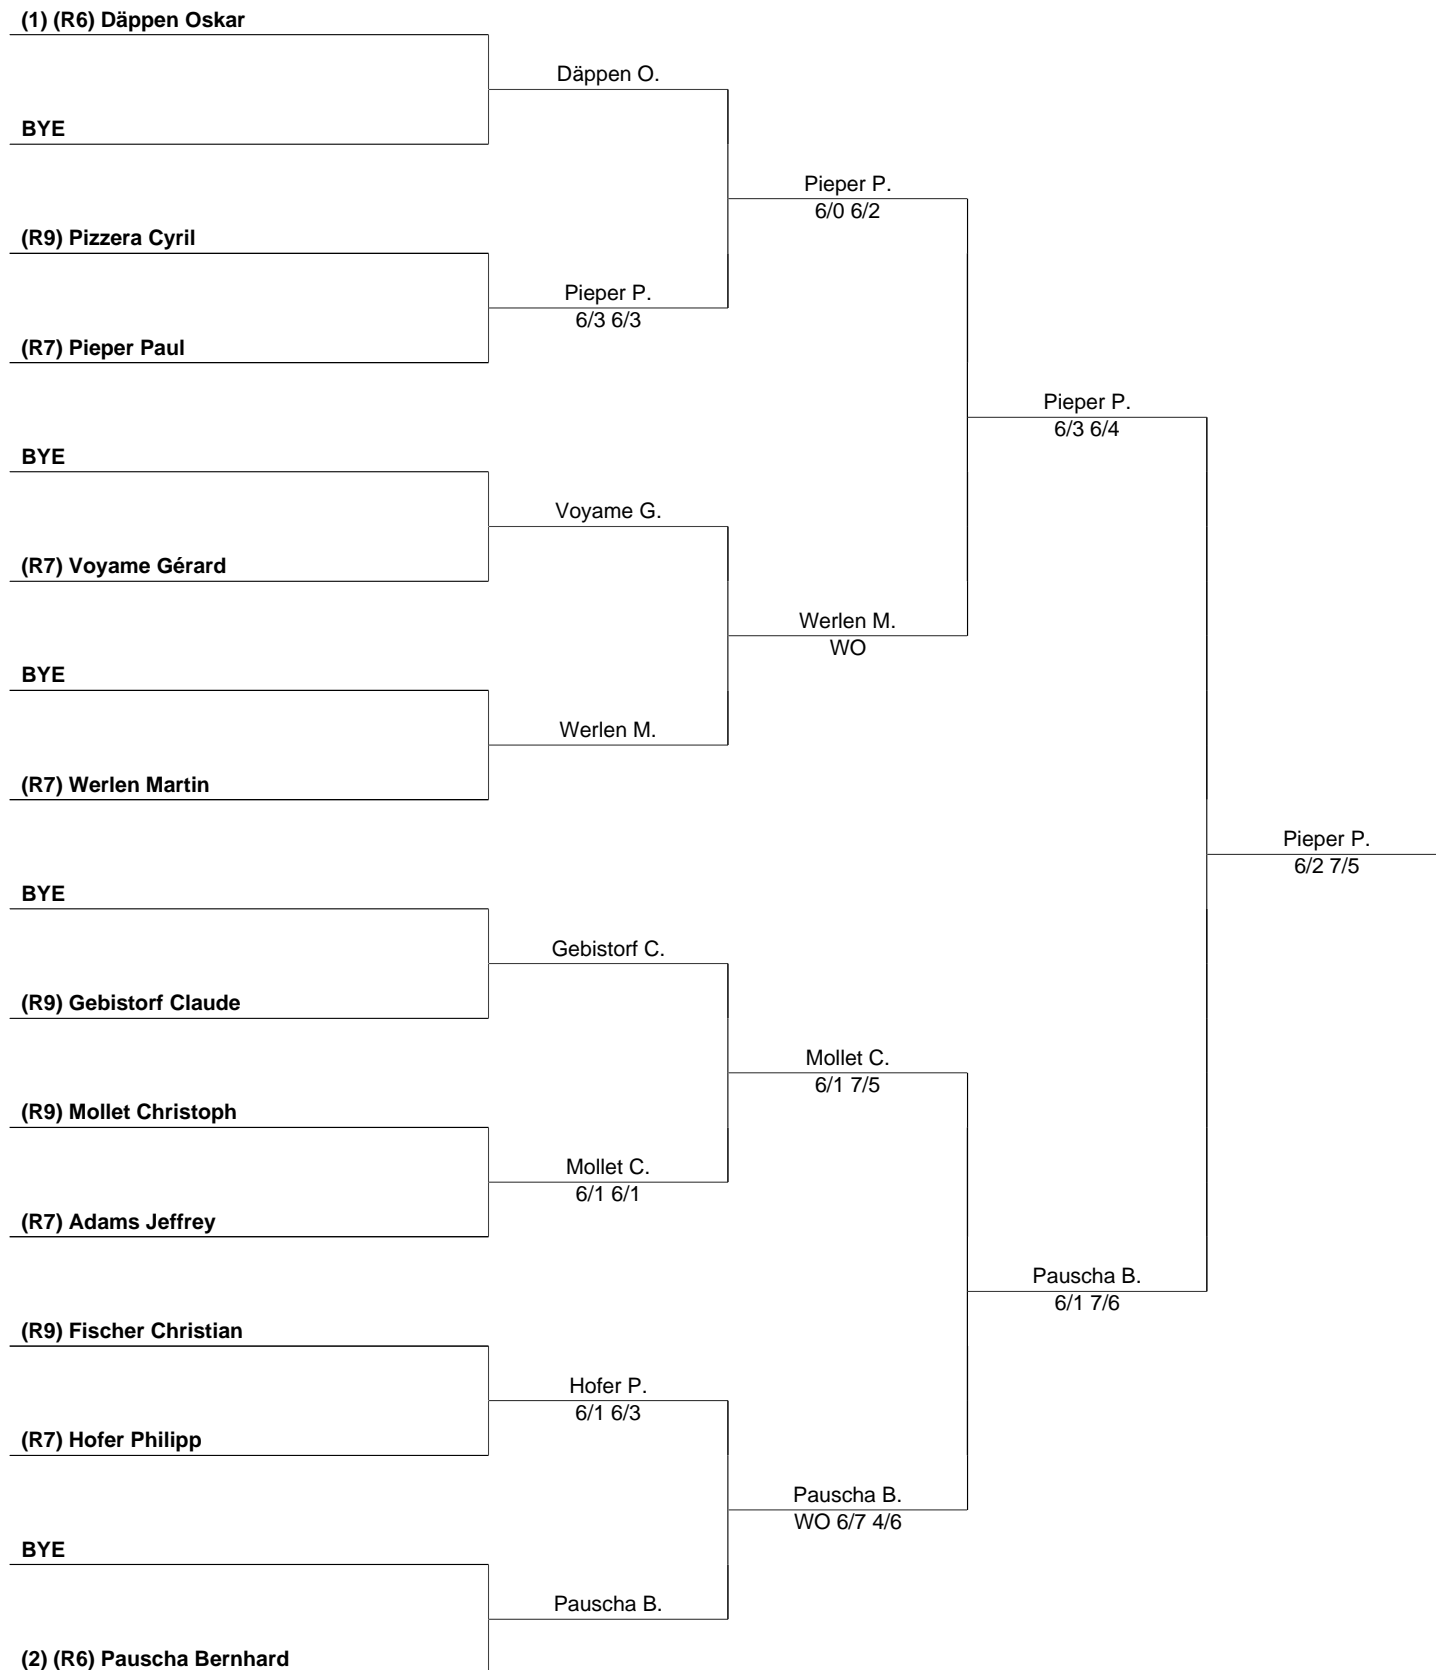 (1) (R6) Däppen Oskar
Däppen O.
BYE
Pieper P.
6/0 6/2
(R9) Pizzera Cyril
Pieper P.
6/3 6/3
(R7) Pieper Paul
Pieper P.
6/3 6/4
BYE
Voyame G.
(R7) Voyame Gérard
Werlen M.
WO
BYE
Werlen M.
(R7) Werlen Martin
Pieper P.
6/2 7/5
BYE
Gebistorf C.
(R9) Gebistorf Claude
Mollet C.
6/1 7/5
(R9) Mollet Christoph
Mollet C.
6/1 6/1
(R7) Adams Jeffrey
Pauscha B.
6/1 7/6
(R9) Fischer Christian
Hofer P.
6/1 6/3
(R7) Hofer Philipp
Pauscha B.
WO 6/7 4/6
BYE
Pauscha B.
(2) (R6) Pauscha Bernhard